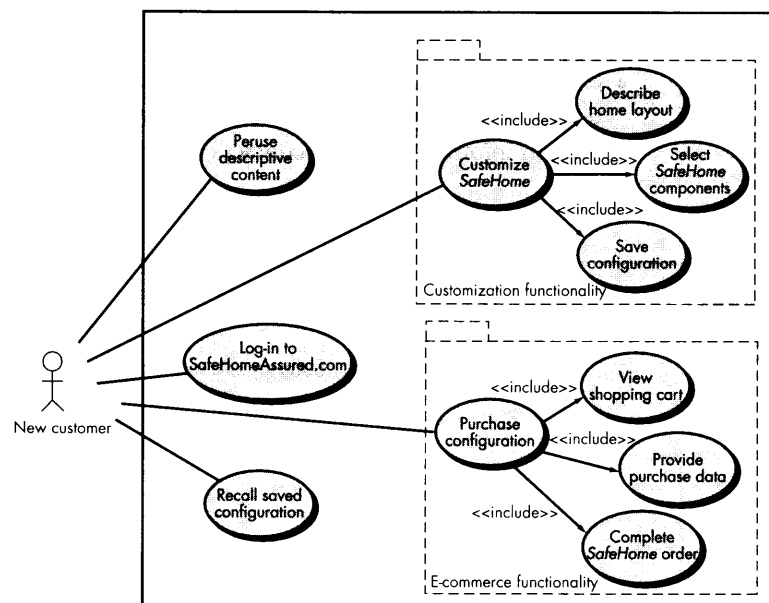 Describe
home layout
<<include>>
Peruse
descriptive
content
Customize
SafeHome
<<include>>
Select
SafeHome
components
<<include>>
Save
configuration
Customization functionality
Log-in to
SafeHomeAssured.com
New customer
View
shopping cart
<<include>>
Purchase
configuration
<<include>>
Provide
purchase data
Recall saved
configuration
<<include>>
Complete
SafeHome order
E-commerce functionality